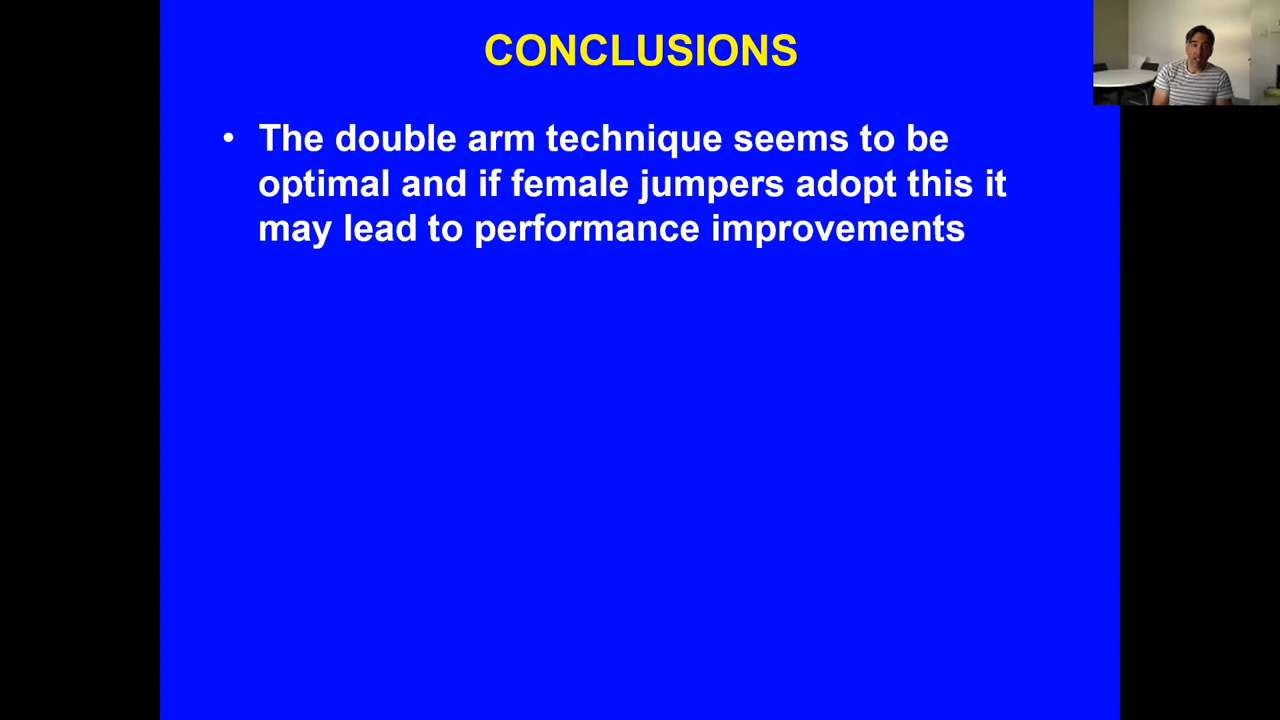 CONCLUSIONS
• The double arm technique seems to be
optimal and if female jumpers adopt this it
may lead to performance improvements